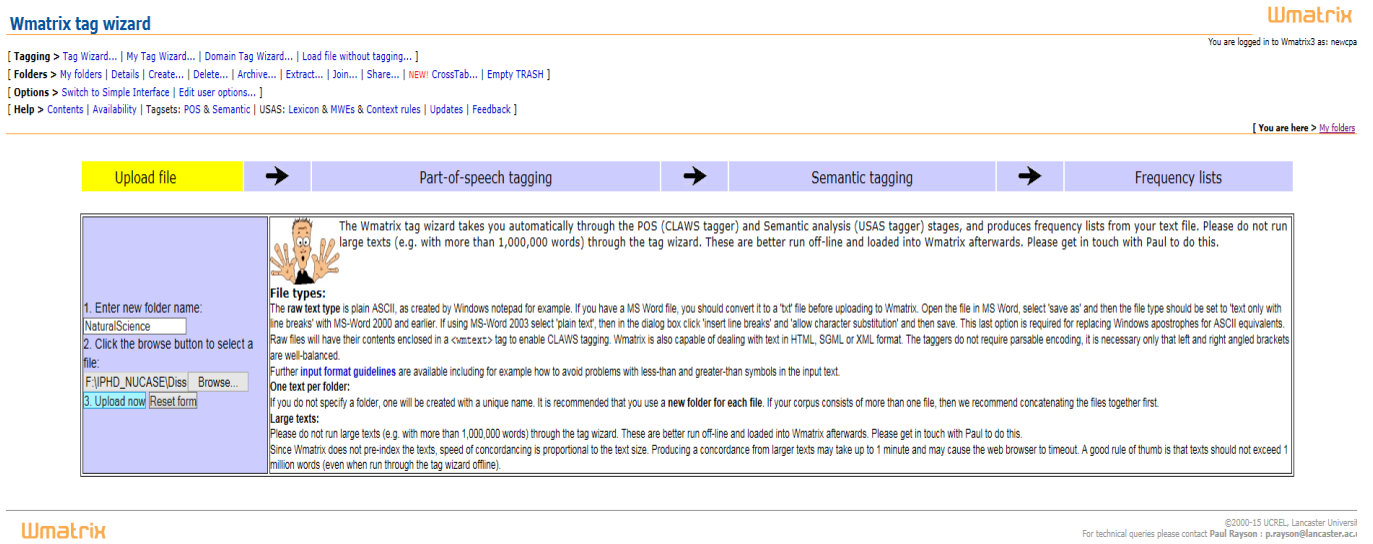 Wmatrix tag wizard
Wmatrix
You are logged in to Wmatrix3 as: newcpa
[ Tagging > Tag Wizard... | My Tag Wizard... | Domain Tag Wizard... | Load file without tagging... ]
[ Folders > My folders | Details | Create... | Delete... | Archive... | Extract... | Join... | Share... | NEW! CrossTab... | Empty TRASH ]
[ Options > Switch to Simple Interface | Edit user options... ]
[ Help > Contents | Availability | Tagsets: POS & Semantic | USAS: Lexicon & MWEs & Context rules | Updates | Feedback ]
[ You are here > My folders
Upload file
Part-of-speech tagging
Semantic tagging
Frequency lists
1. Enter new folder name:
NaturalScience
2. Click the browse button to select a
file:
F:\IPHD_NUCASE\Diss Browse...
3. Upload now Reset form
The Wmatrix tag wizard takes you automatically through the POS (CLAWS tagger) and Semantic analysis (USAS tagger) stages, and produces frequency lists from your text file. Please do not run
large texts (e.g. with more than 1,000,000 words) through the tag wizard. These are better run off-line and loaded into Wmatrix afterwards. Please get in touch with Paul to do this.
File types:
The raw text type is plain ASCII, as created by Windows notepad for example. If you have a MS Word file, you should convert it to a 'txt' file before uploading to Wmatrix. Open the file in MS Word, select 'save as' and then the file type should be set to 'text only with
line breaks' with MS-Word 2000 and earlier. If using MS-Word 2003 select 'plain text', then in the dialog box click 'insert line breaks' and 'allow character substitution' and then save. This last option is required for replacing Windows apostrophes for ASCII equivalents.
Raw files will have their contents enclosed in a <wmtext> tag to enable CLAWS tagging. Wmatrix is also capable of dealing with text in HTML, SGML or XML format. The taggers do not require parsable encoding, it is necessary only that left and right angled brackets
are well-balanced.
Further input format guidelines are available including for example how to avoid problems with less-than and greater-than symbols in the input text.
One text per folder:
If you do not specify a folder, one will be created with a unique name. It is recommended that you use a new folder for each file. If your corpus consists of more than one file, then we recommend concatenating the files together first.
Large texts:
Please do not run large texts (e.g. with more than 1,000,000 words) through the tag wizard. These are better run off-line and loaded into Wmatrix afterwards. Please get in touch with Paul to do this.
Since Wmatrix does not pre-index the texts, speed of concordancing is proportional to the text size. Producing a concordance from larger texts may take up to 1 minute and may cause the web browser to timeout. A good rule of thumb is that texts should not exceed 1
million words (even when run through the tag wizard offline).
Wmatrix
©2000-15 UCREL, Lancaster Universit
For technical queries please contact Paul Rayson : p.rayson@lancaster.ac.u